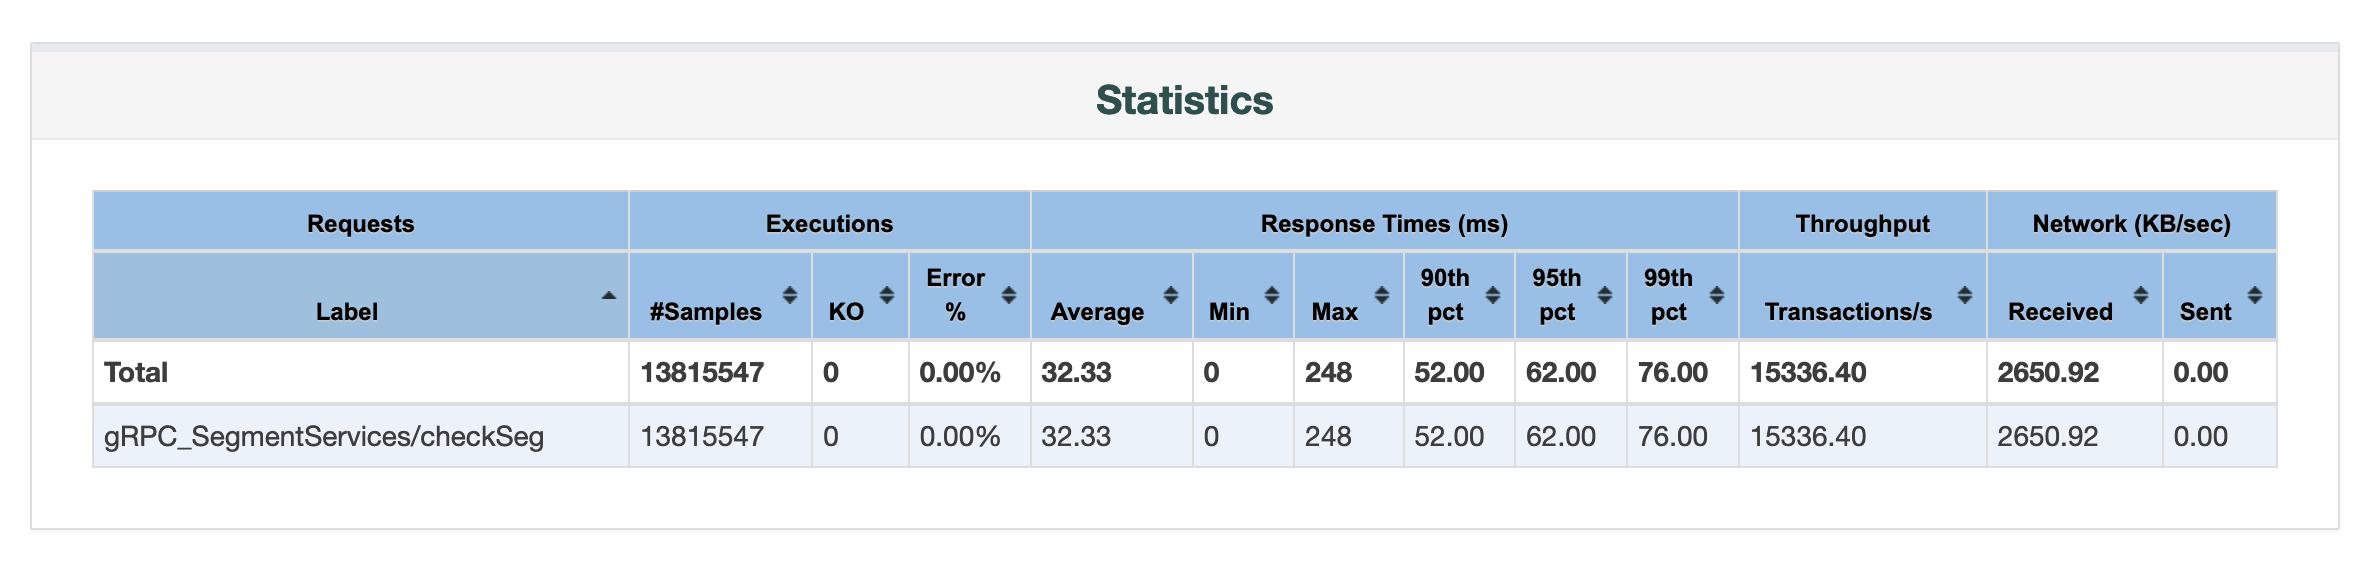 Statistics
Requests Executions Response Times (ms) Throughput Network (KB/sec)
Label #Samples KO Error % Average Min Max 90th pct 95th pct 99th pct Transactions/s Received Sent
Total 13815547 0 0.00% 32.33 0 248 52.00 62.00 76.00 15336.40 2650.92 0.00
gRPC_SegmentServices/checkSeg 13815547 0 0.00% 32.33 0 248 52.00 62.00 76.00 15336.40 2650.92 0.00